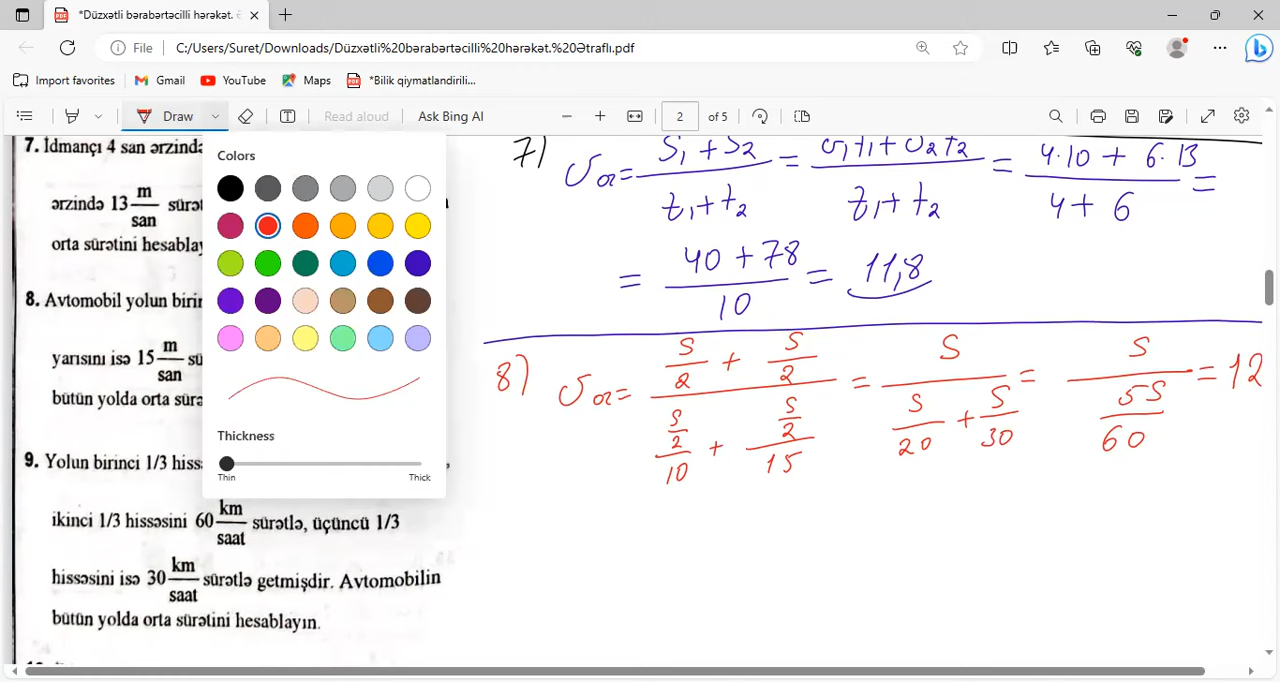 *Düzxətli bərabərtəcilli hərəkət. Ə
File
C:/Users/Suret/Downloads/Düzxətli%20bərabərtəcilli%20hərəkət.%20Ətraflı.pdf
Import favorites
Gmail
YouTube
Maps
*Bilik qiymatləndirili...
Draw
Read aloud
Ask Bing AI
2
of 5
Colors
Thickness
Thin
Thick
7. İdmançı 4 san ərzində
ərzində 13 m/san sürət
orta sürətini hesablay
8. Avtomobil yolun birin
yarısını isə 15 m/san sü
bütün yolda orta süra
9. Yolun birinci 1/3 hiss
ikinci 1/3 hissəsini 60 km/saat sürətlə, üçüncü 1/3
hissəsini isə 30 km/saat sürətlə getmişdir. Avtomobilin
bütün yolda orta sürətini hesablayın.
7) υor = (S1 + S2)/(t1 + t2) = (υ1t1 + υ2t2)/(t1 + t2) = (4·10 + 6·13)/(4 + 6) =
= (40 + 78)/10 = 11,8
8) υor = (S/2 + S/2)/((S/2)/10 + (S/2)/15) = S/(S/20 + S/30) = S/(5S/60) = 12